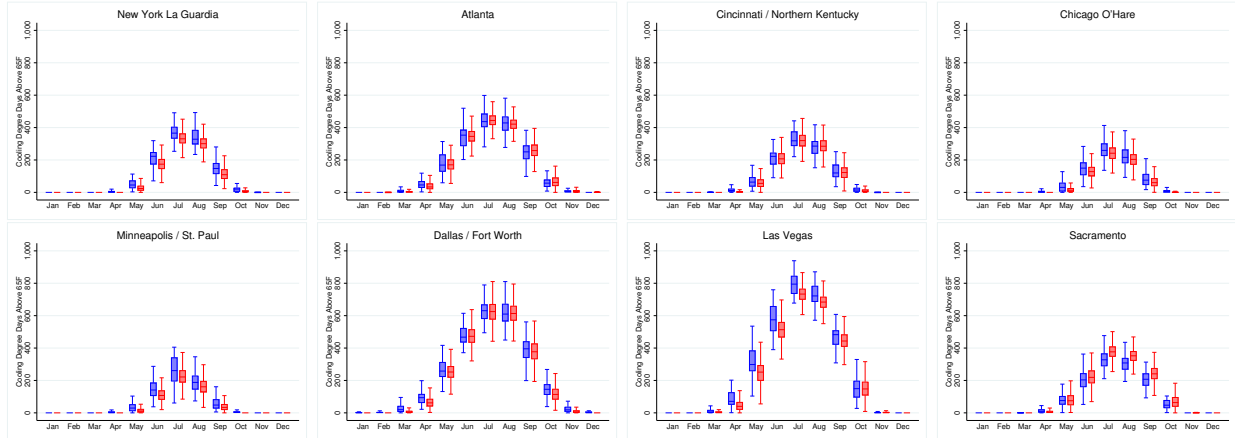 New York La Guardia
Cooling Degree Days Above 65F
1,000
800
600
400
200
0
Jan Feb Mar Apr May Jun Jul Aug Sep Oct Nov Dec
Atlanta
Cooling Degree Days Above 65F
1,000
800
600
400
200
0
Jan Feb Mar Apr May Jun Jul Aug Sep Oct Nov Dec
Cincinnati / Northern Kentucky
Cooling Degree Days Above 65F
1,000
800
600
400
200
0
Jan Feb Mar Apr May Jun Jul Aug Sep Oct Nov Dec
Chicago O'Hare
Cooling Degree Days Above 65F
1,000
800
600
400
200
0
Jan Feb Mar Apr May Jun Jul Aug Sep Oct Nov Dec
Minneapolis / St. Paul
Cooling Degree Days Above 65F
1,000
800
600
400
200
0
Jan Feb Mar Apr May Jun Jul Aug Sep Oct Nov Dec
Dallas / Fort Worth
Cooling Degree Days Above 65F
1,000
800
600
400
200
0
Jan Feb Mar Apr May Jun Jul Aug Sep Oct Nov Dec
Las Vegas
Cooling Degree Days Above 65F
1,000
800
600
400
200
0
Jan Feb Mar Apr May Jun Jul Aug Sep Oct Nov Dec
Sacramento
Cooling Degree Days Above 65F
1,000
800
600
400
200
0
Jan Feb Mar Apr May Jun Jul Aug Sep Oct Nov Dec